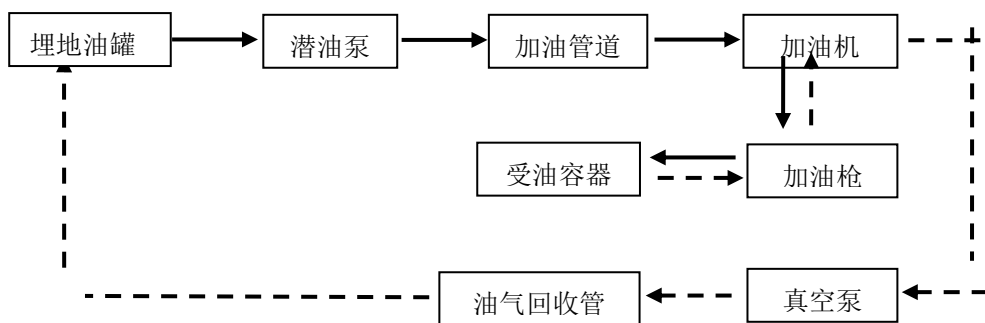 埋地油罐
潜油泵
加油管道
加油机
受油容器
加油枪
油气回收管
真空泵